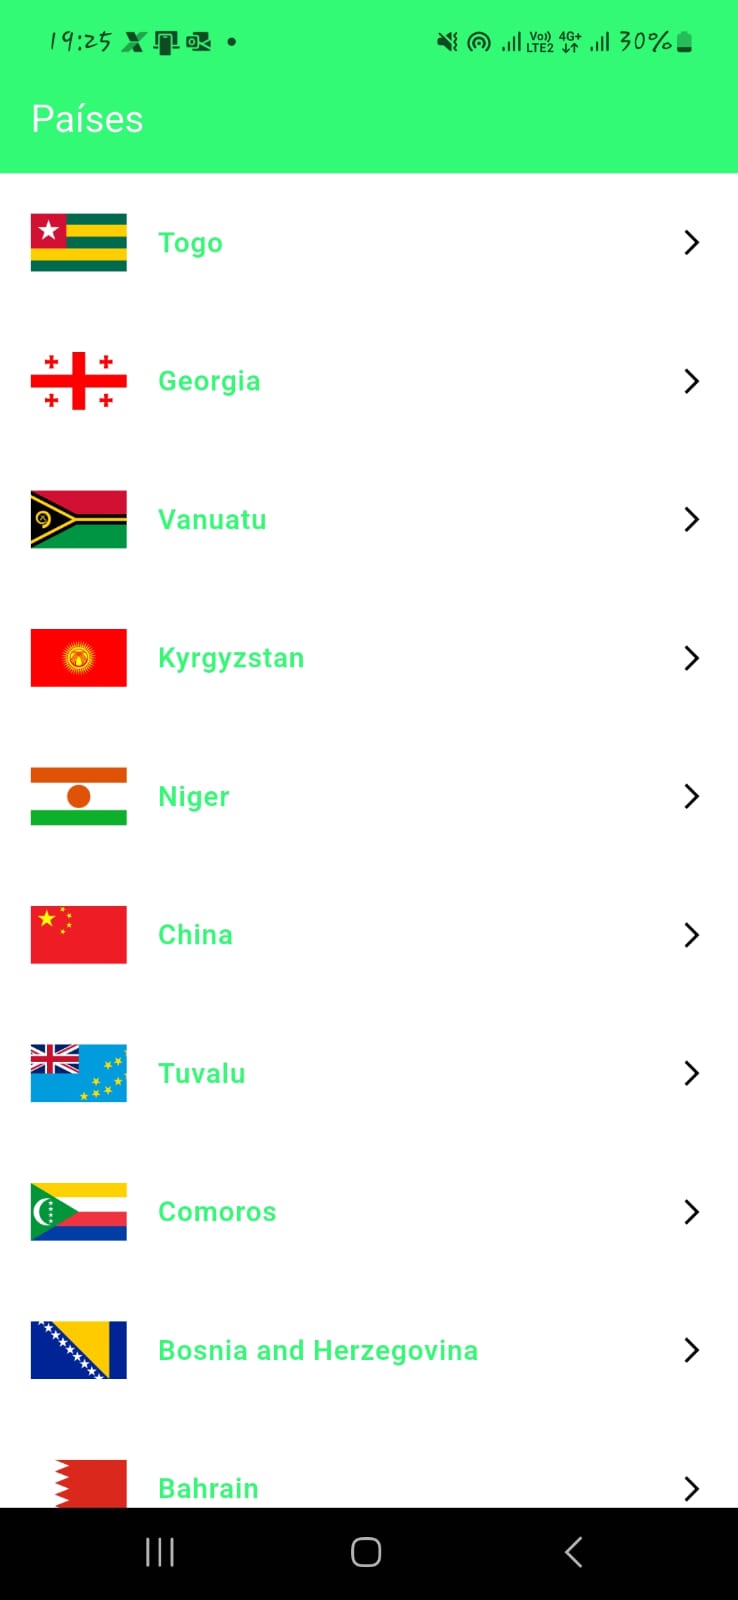 19:25
Vo)) LTE2 4G+ 30%
Países
Togo
Georgia
Vanuatu
Kyrgyzstan
Niger
China
Tuvalu
Comoros
Bosnia and Herzegovina
Bahrain